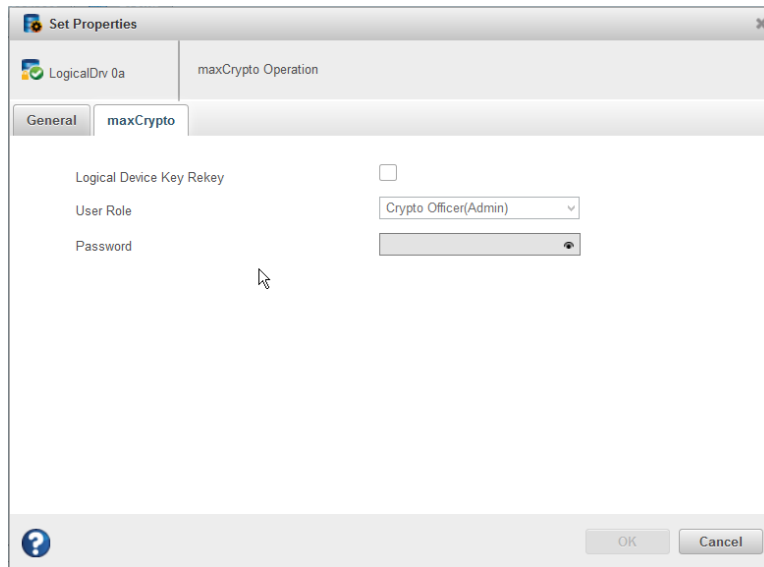 Set Properties
LogicalDrv 0a
maxCrypto Operation
General
maxCrypto
Logical Device Key Rekey
User Role
Crypto Officer(Admin)
Password
OK
Cancel